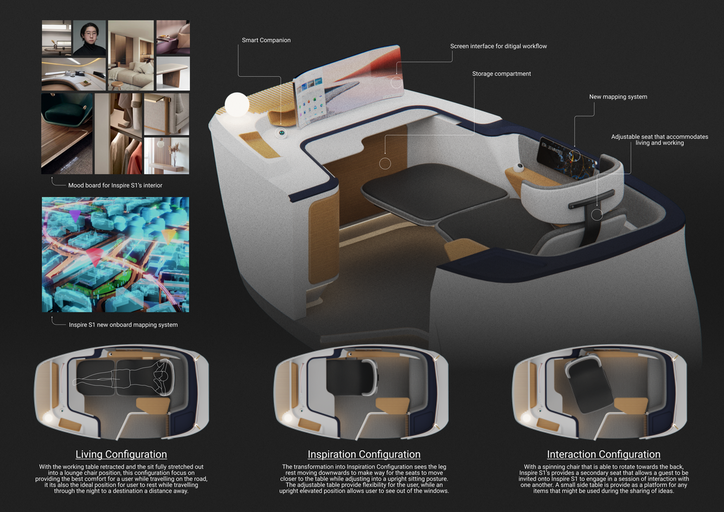 Smart Companion
Screen interface for ditigal workflow
Storage compartment
New mapping system
Adjustable seat that accommodates
living and working
Mood board for Inspire S1's interior
Inspire S1 new onboard mapping system
Living Configuration
With the working table retracted and the sit fully stretched out
into a lounge chair position, this configuration focus on
providing the best comfort for a user while travelling on the road,
it its also the ideal position for user to rest while travelling
through the night to a destination a distance away.
Inspiration Configuration
The transformation into Inspiration Configuration sees the leg
rest moving downwards to make way for the seats to move
closer to the table while adjusting into a upright sitting posture.
The adjustable table provide flexibility for the user, while an
upright elevated position allows user to see out of the windows.
Interaction Configuration
With a spinning chair that is able to rotate towards the back,
Inspire S1's provides a secondary seat that allows a guest to be
invited onto Inspire S1 to engage in a session of interaction with
one another. A small side table is provide as a platform for any
items that might be used during the sharing of ideas.